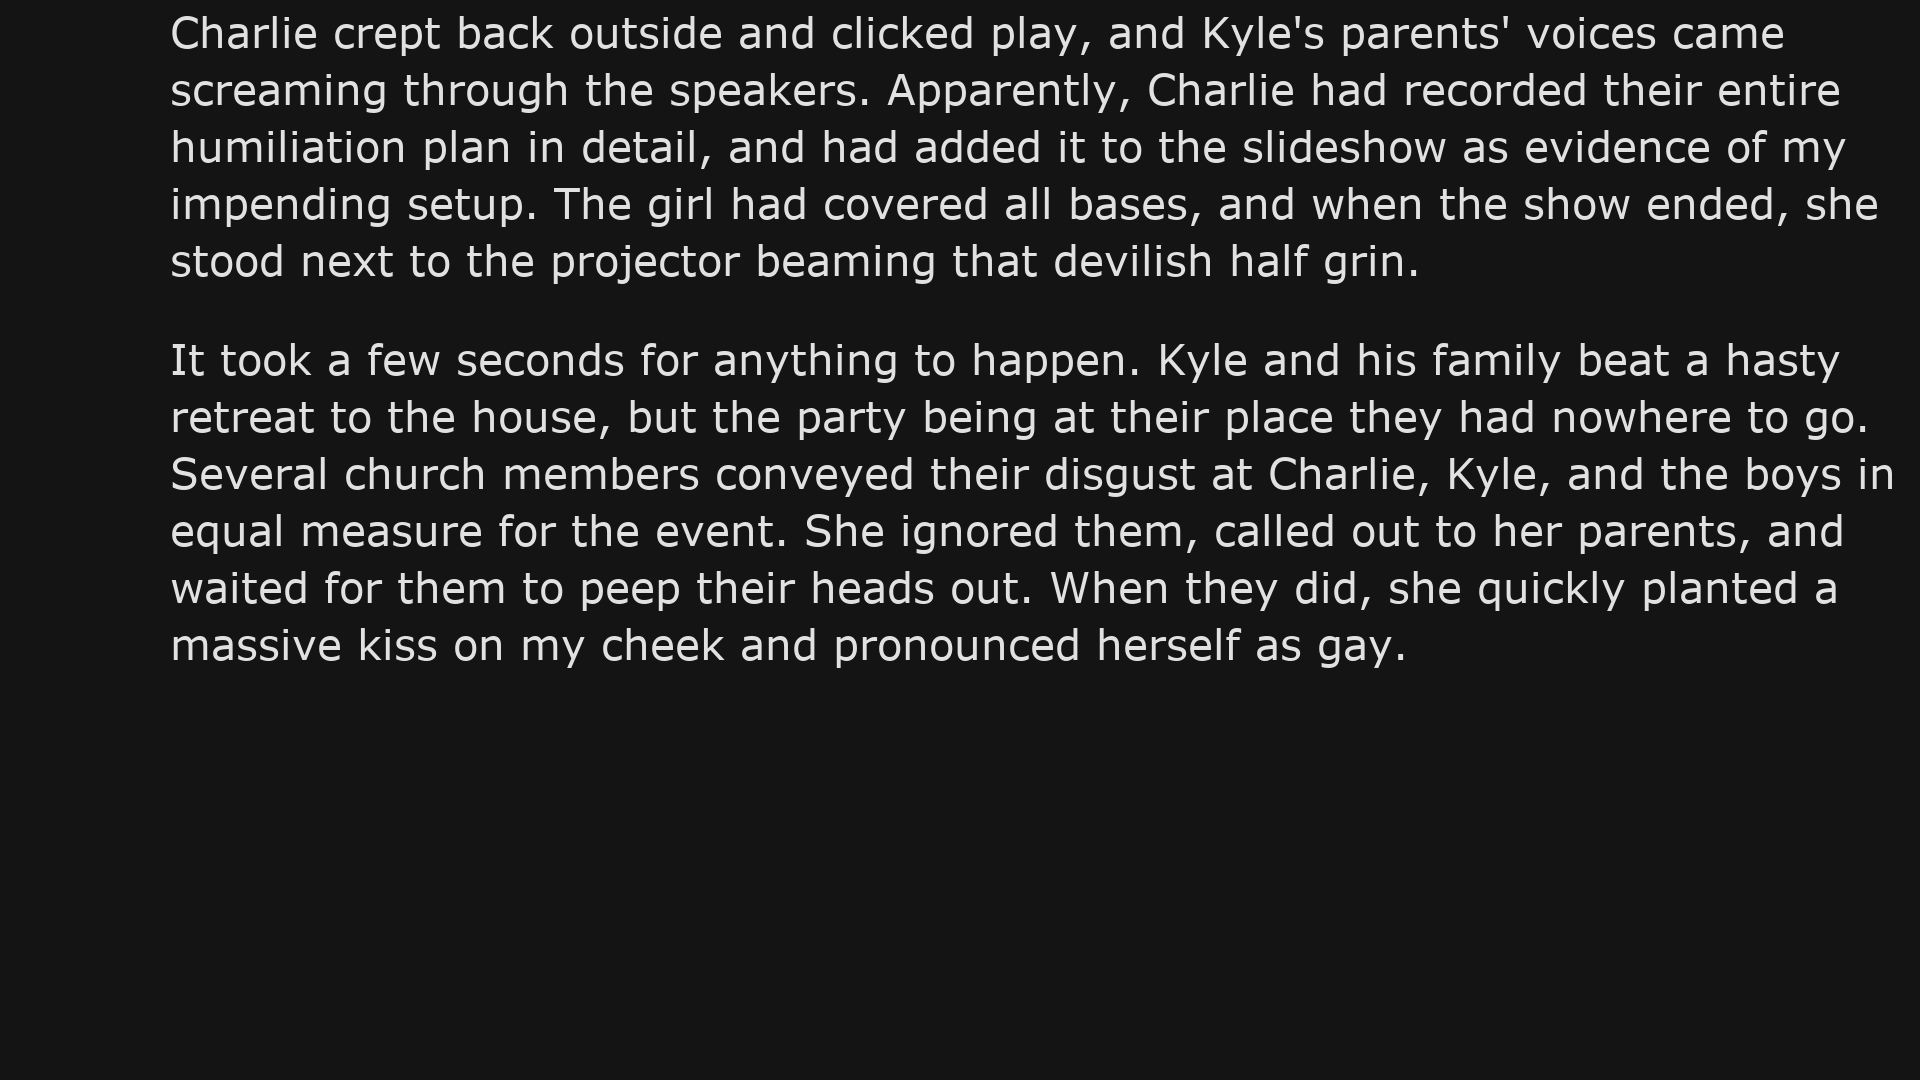 Charlie crept back outside and clicked play, and Kyle's parents' voices came
screaming through the speakers. Apparently, Charlie had recorded their entire
humiliation plan in detail, and had added it to the slideshow as evidence of my
impending setup. The girl had covered all bases, and when the show ended, she
stood next to the projector beaming that devilish half grin.
It took a few seconds for anything to happen. Kyle and his family beat a hasty
retreat to the house, but the party being at their place they had nowhere to go.
Several church members conveyed their disgust at Charlie, Kyle, and the boys in
equal measure for the event. She ignored them, called out to her parents, and
waited for them to peep their heads out. When they did, she quickly planted a
massive kiss on my cheek and pronounced herself as gay.